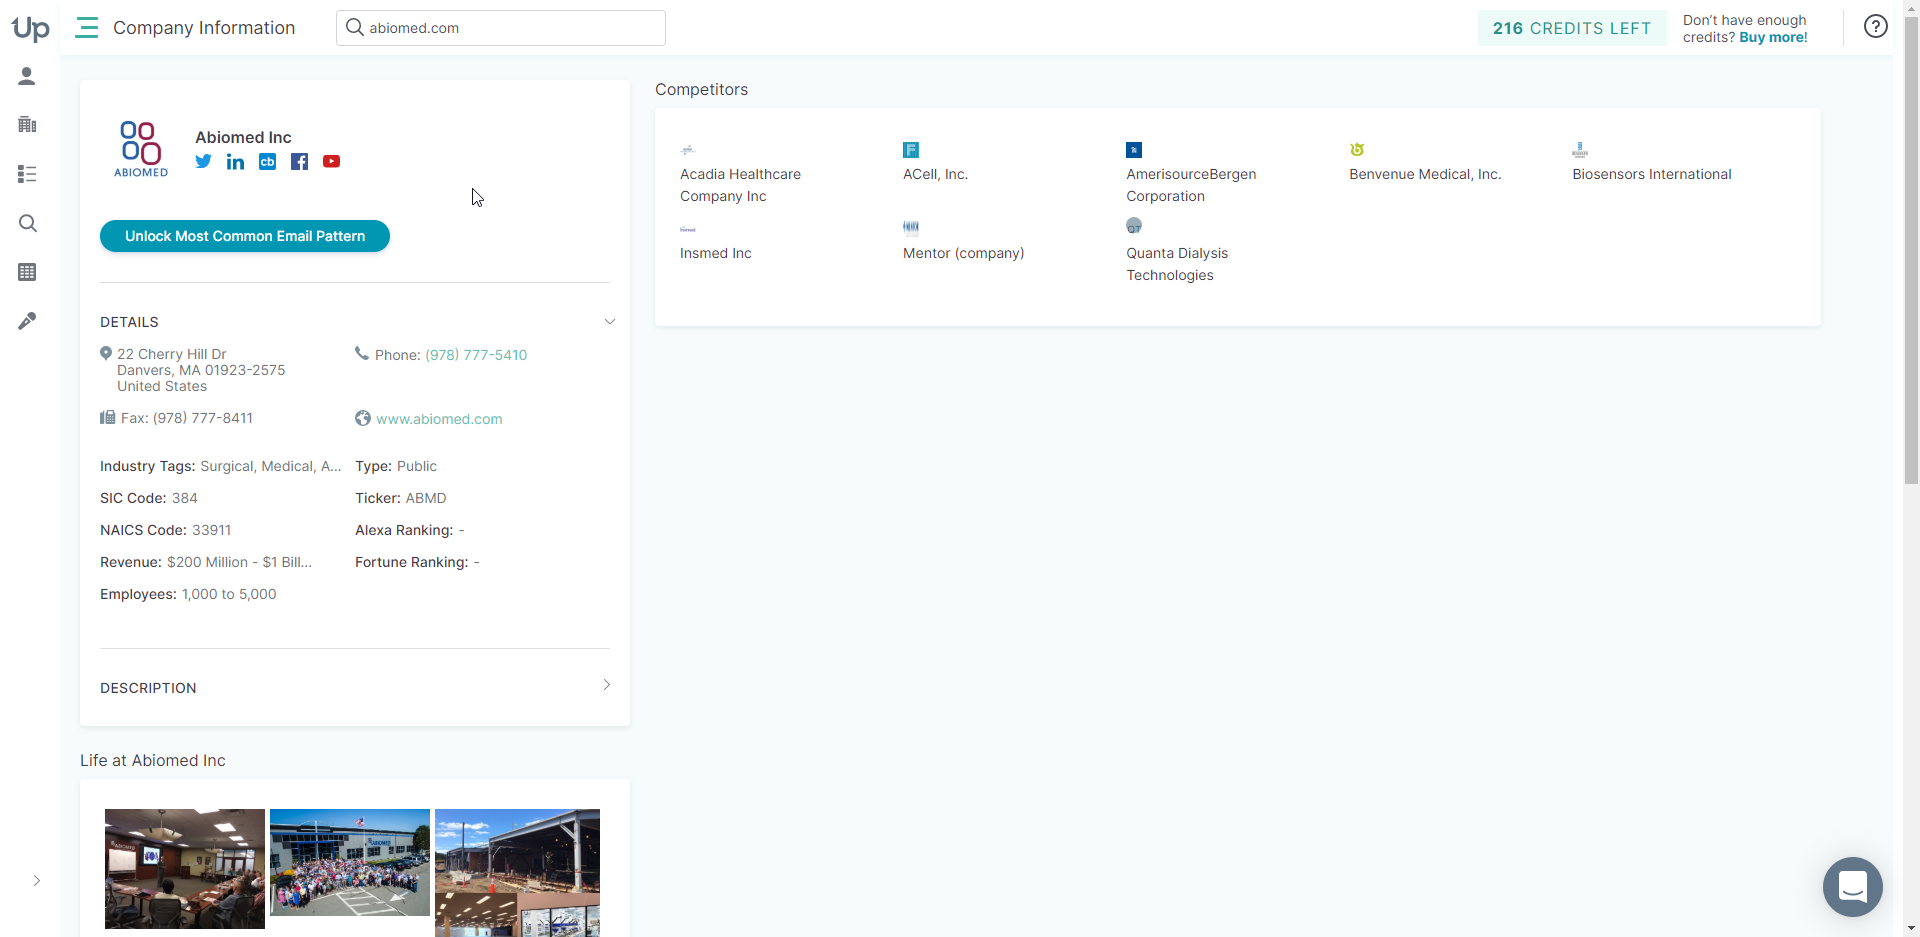 Up
Company Information
abiomed.com
216 CREDITS LEFT
Don't have enough
credits? Buy more!
?
ABIOMED
Abiomed Inc
cb
Unlock Most Common Email Pattern
DETAILS
22 Cherry Hill Dr
Danvers, MA 01923-2575
United States
Phone: (978) 777-5410
Fax: (978) 777-8411
www.abiomed.com
Industry Tags: Surgical, Medical, A...
Type: Public
SIC Code: 384
Ticker: ABMD
NAICS Code: 33911
Alexa Ranking: -
Revenue: $200 Million - $1 Bill...
Fortune Ranking: -
Employees: 1,000 to 5,000
DESCRIPTION
Life at Abiomed Inc
ABIOMED
ABIOMED
Competitors
Acadia Healthcare
Company Inc
ACell, Inc.
AmerisourceBergen
Corporation
Benvenue Medical, Inc.
Biosensors International
Insmed Inc
Mentor (company)
QT
Quanta Dialysis
Technologies